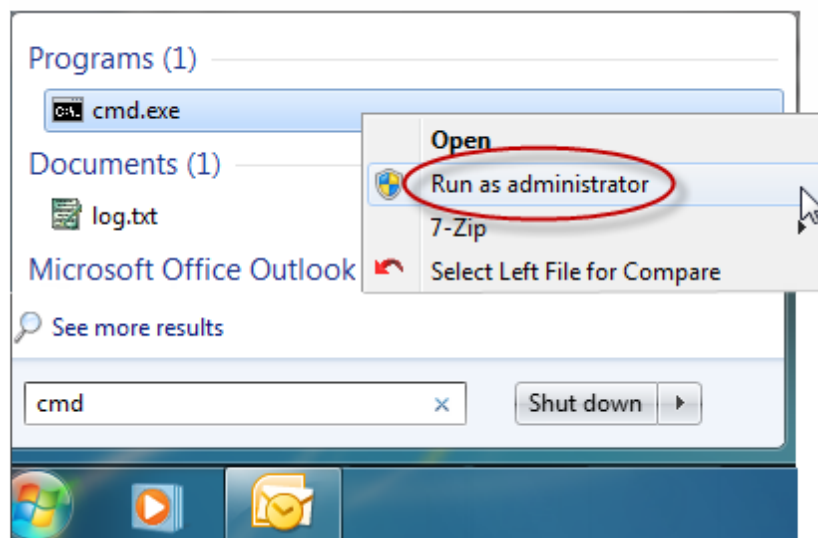 Programs (1)
cmd.exe
Open
Documents (1)
Run as administrator
log.txt
7-Zip
Microsoft Office Outlook
Select Left File for Compare
See more results
cmd
Shut down